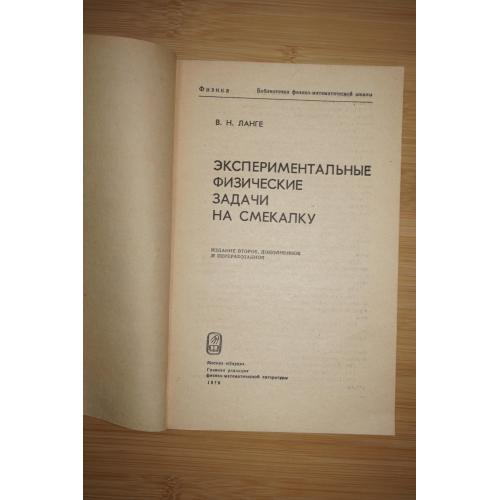 Физика Библиотечка физико-математической школы
В. Н. ЛАНГЕ
ЭКСПЕРИМЕНТАЛЬНЫЕ
ФИЗИЧЕСКИЕ
ЗАДАЧИ
НА СМЕКАЛКУ
ИЗДАНИЕ ВТОРОЕ, ДОПОЛНЕННОЕ
И ПЕРЕРАБОТАННОЕ
Москва «Наука»
Главная редакция
физико-математической литературы